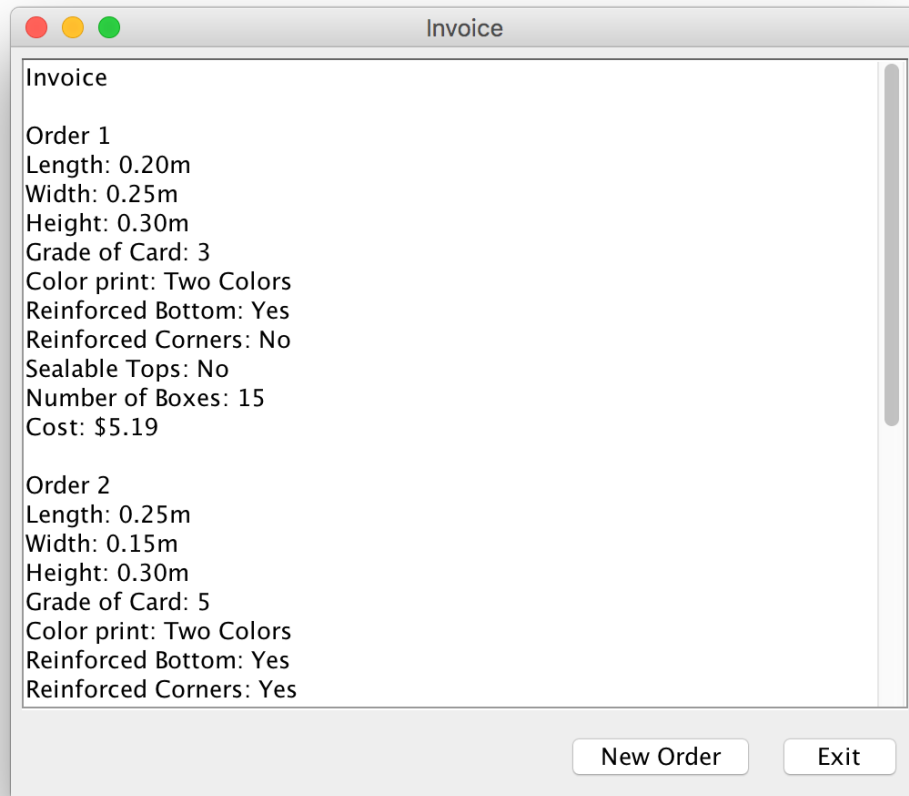 Invoice
Invoice
Order 1
Length: 0.20m
Width: 0.25m
Height: 0.30m
Grade of Card: 3
Color print: Two Colors
Reinforced Bottom: Yes
Reinforced Corners: No
Sealable Tops: No
Number of Boxes: 15
Cost: $5.19
Order 2
Length: 0.25m
Width: 0.15m
Height: 0.30m
Grade of Card: 5
Color print: Two Colors
Reinforced Bottom: Yes
Reinforced Corners: Yes
New Order
Exit